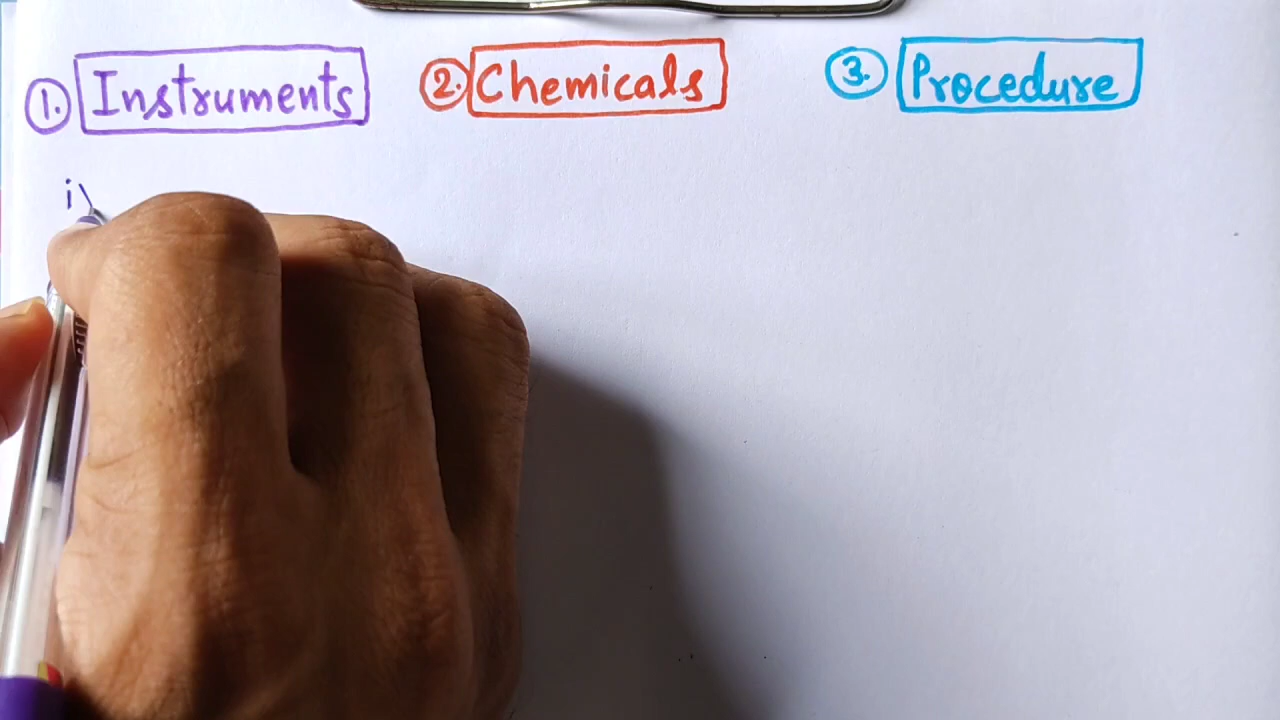 1. Instruments 2. Chemicals 3. Procedure
i)